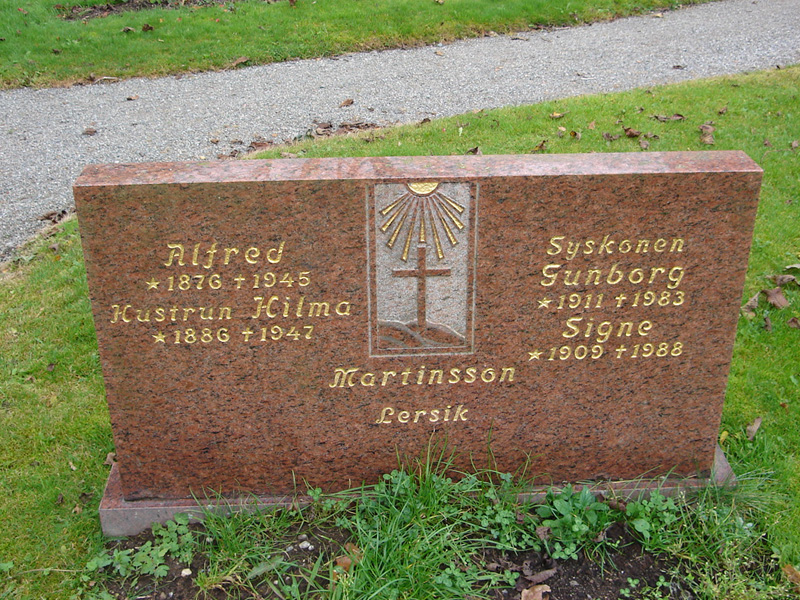 Alfred
★1876 ✝1945
Hustrun Hilma
★1886 ✝1947
Syskonen
Gunborg
★1911 ✝1983
Signe
★1909 ✝1988
Martinsson
Lersik